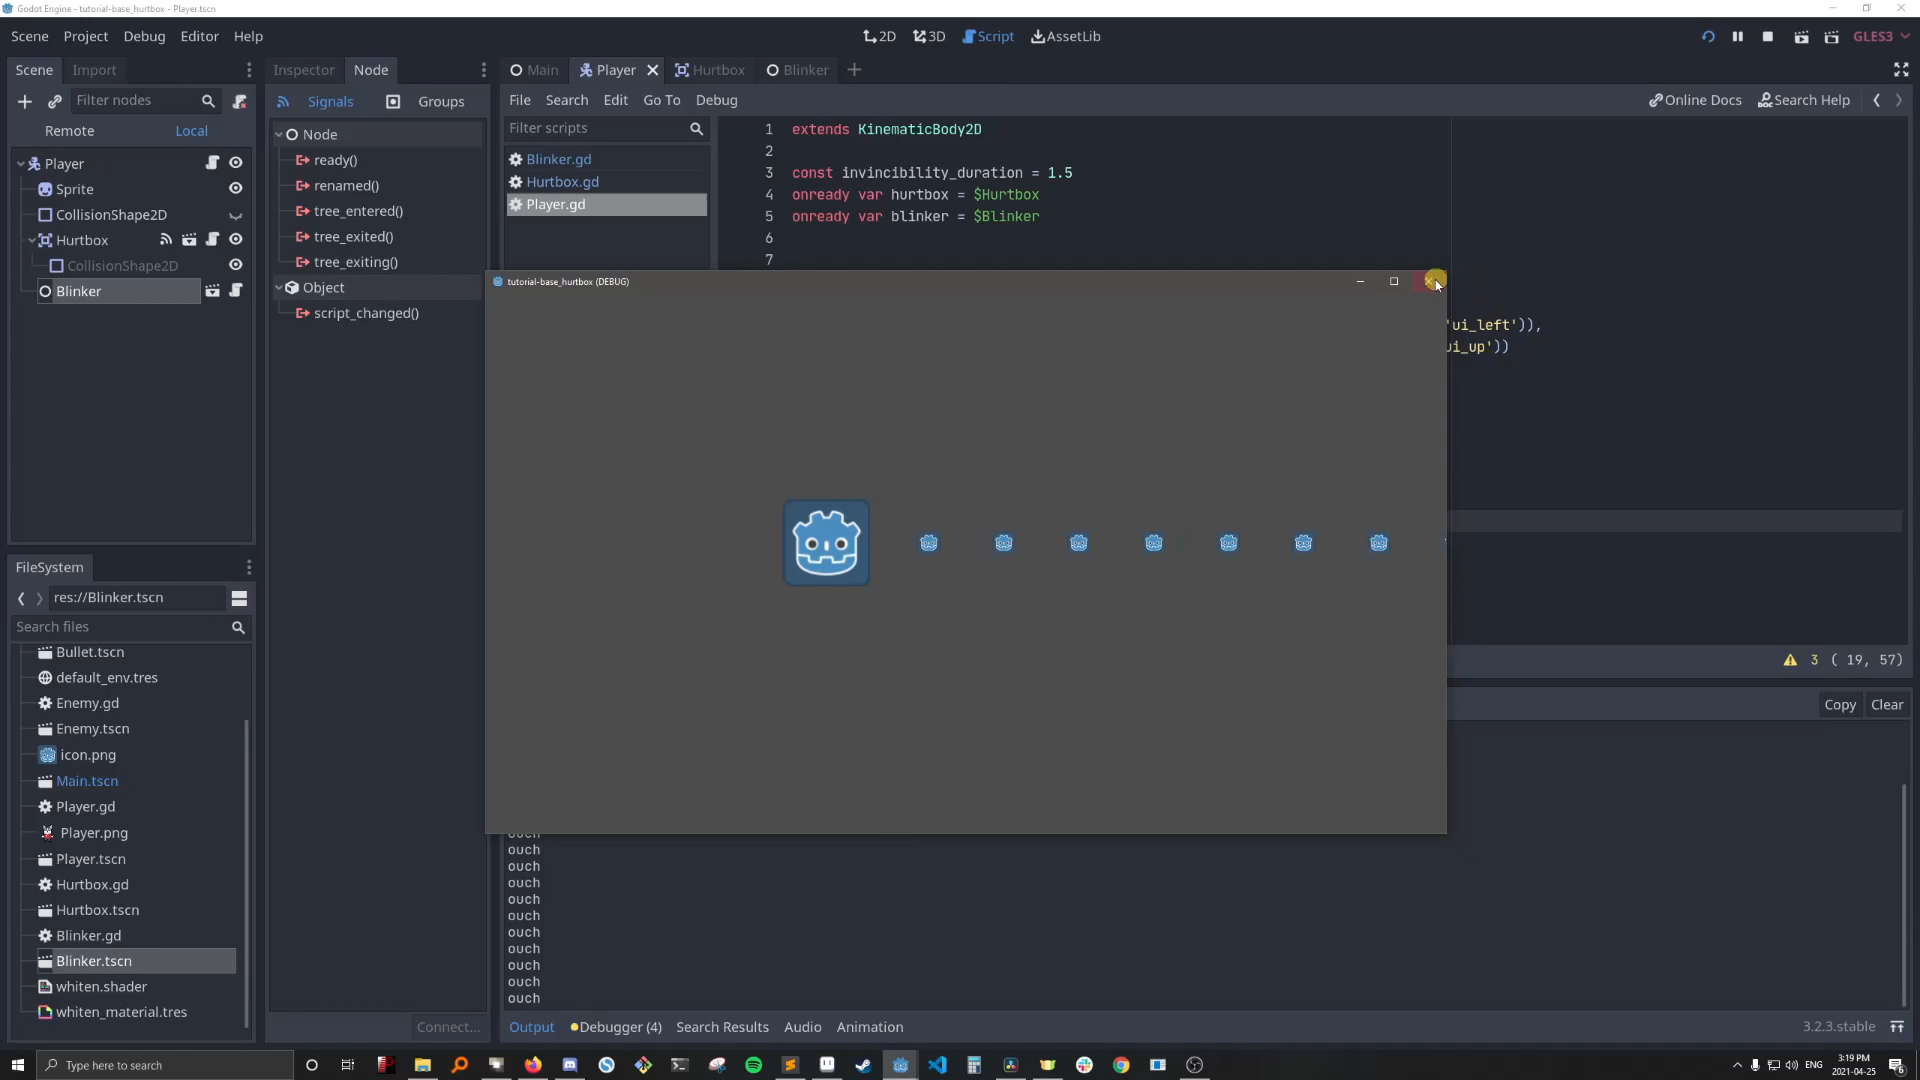 Godot Engine - tutorial-base_hurtbox - Player.tscn
Scene Project Debug Editor Help
2D 3D Script AssetLib
GLES3
Scene Import
Inspector Node
Main Player Hurtbox Blinker
Filter nodes
Signals Groups
File Search Edit Go To Debug
Online Docs Search Help
Remote Local
Filter scripts
Player
Sprite
CollisionShape2D
Hurtbox
CollisionShape2D
Blinker
Node
ready()
renamed()
tree_entered()
tree_exited()
tree_exiting()
Object
script_changed()
Blinker.gd
Hurtbox.gd
Player.gd
1 extends KinematicBody2D
2
3 const invincibility_duration = 1.5
4 onready var hurtbox = $Hurtbox
5 onready var blinker = $Blinker
6
7
tutorial-base_hurtbox (DEBUG)
ui_left')),
ui_up'))
3 ( 19, 57)
Copy Clear
FileSystem
res://Blinker.tscn
Search files
Bullet.tscn
default_env.tres
Enemy.gd
Enemy.tscn
icon.png
Main.tscn
Player.gd
Player.png
Player.tscn
Hurtbox.gd
Hurtbox.tscn
Blinker.gd
Blinker.tscn
whiten.shader
whiten_material.tres
Connect...
ouch
ouch
ouch
ouch
ouch
ouch
ouch
ouch
ouch
ouch
ouch
Output Debugger (4) Search Results Audio Animation
3.2.3.stable
Type here to search
ENG
3:19 PM
2021-04-25